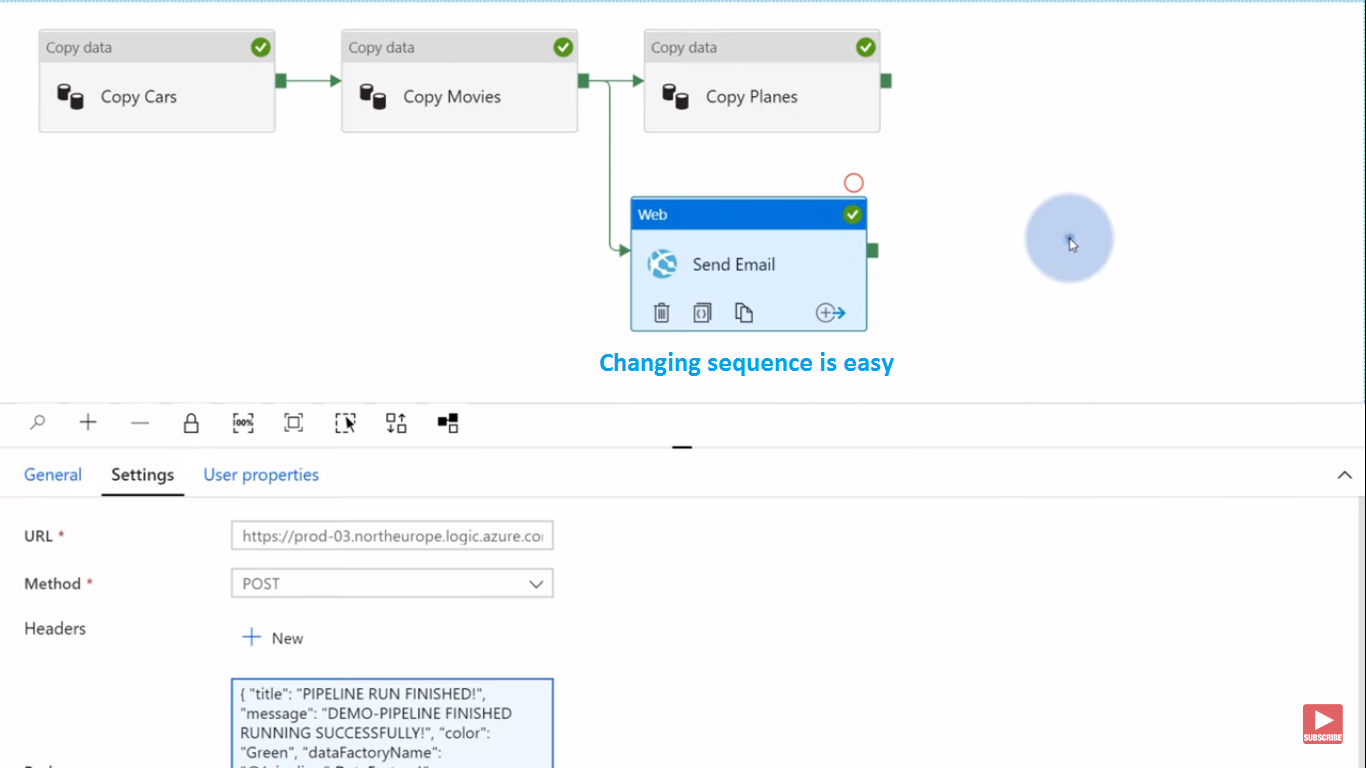 Copy data
Copy data
Copy data
Copy Cars
Copy Movies
Copy Planes
Web
Send Email
Changing sequence is easy
100%
General
Settings
User properties
URL *
https://prod-03.northeurope.logic.azure.co
Method *
POST
Headers
New
{ "title": "PIPELINE RUN FINISHED!",
"message": "DEMO-PIPELINE FINISHED
RUNNING SUCCESSFULLY!", "color":
"Green", "dataFactoryName":
SUBSCRIBE